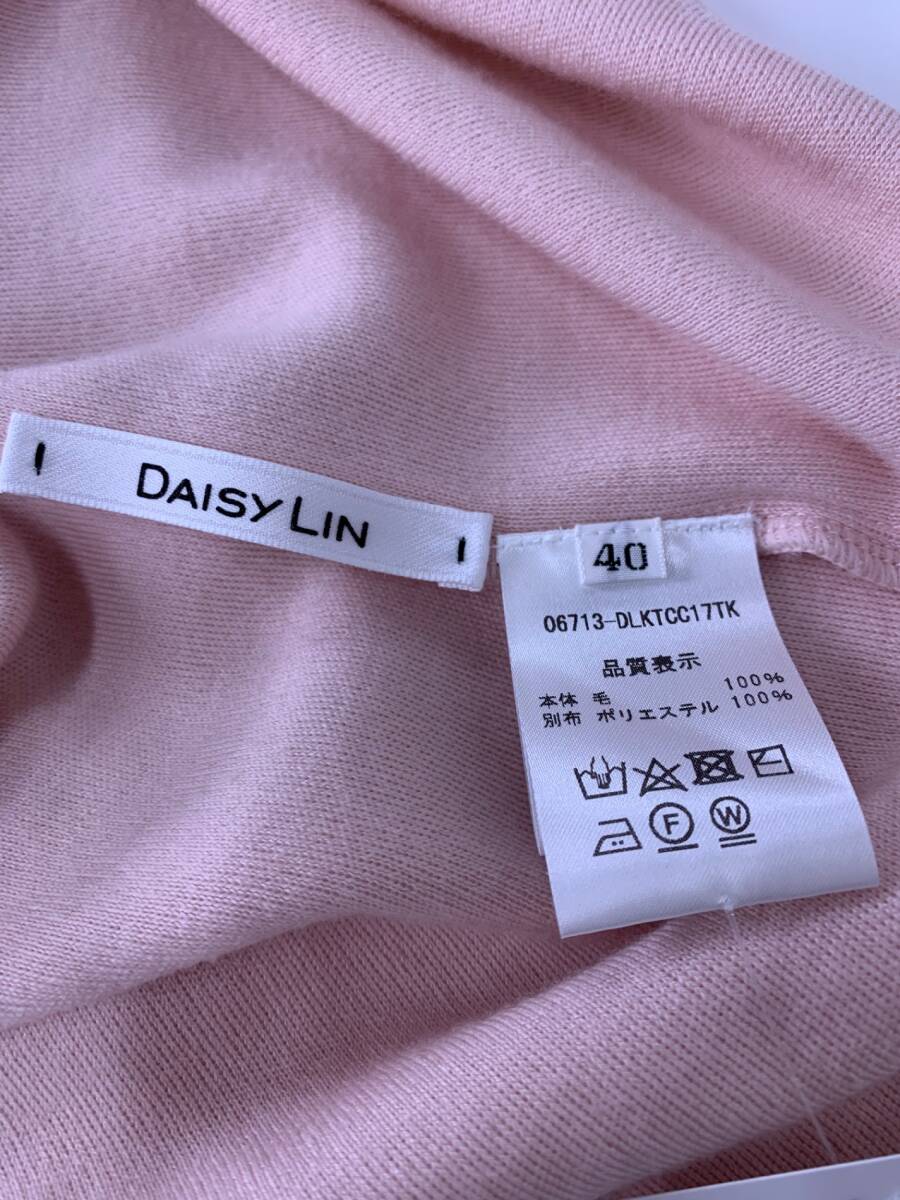 DAISY LIN
40
06713-DLKTCC17TK
品質表示
本体 毛 100%
別布 ポリエステル 100%
F W